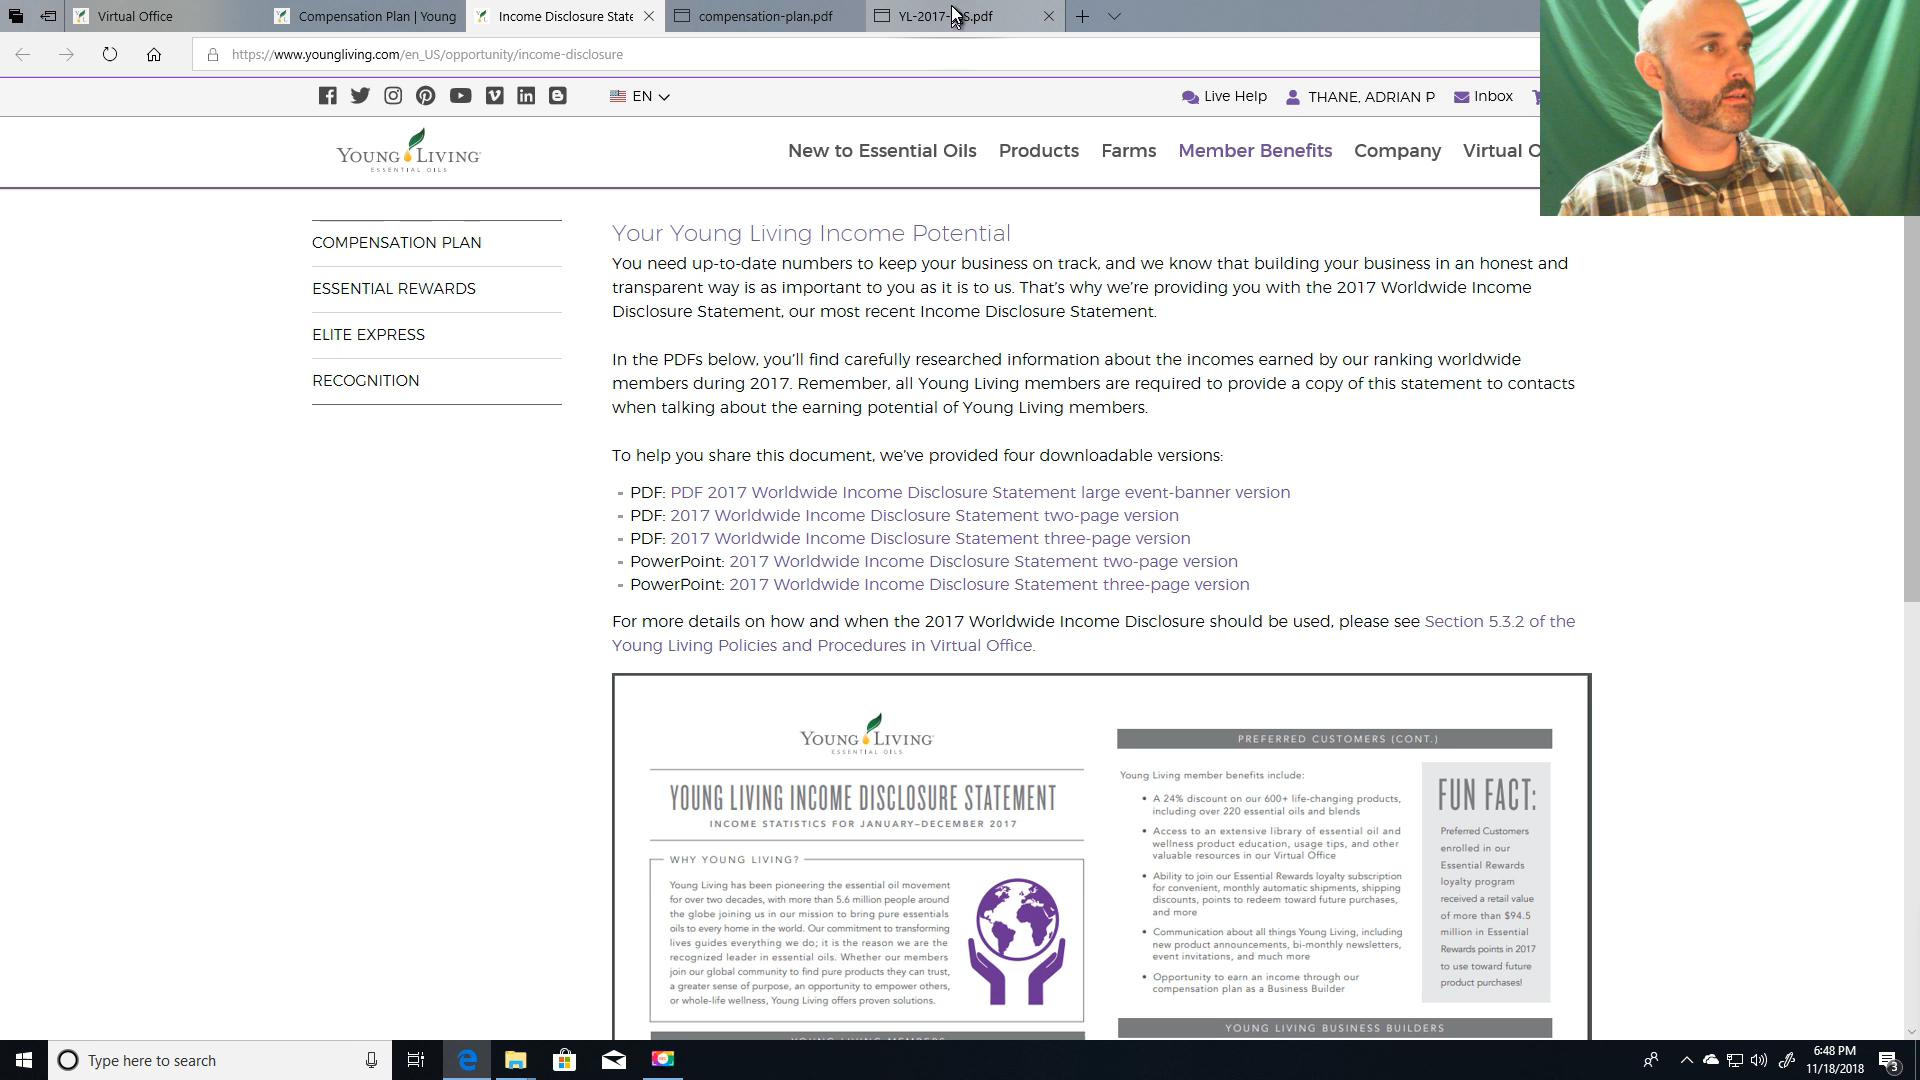 Virtual Office
Compensation Plan | Young
Income Disclosure State
compensation-plan.pdf
YL-2017-
S.pdf
https://www.youngliving.com/en_US/opportunity/income-disclosure
EN
Live Help
THANE, ADRIAN P
Inbox
YOUNG LIVING
ESSENTIAL OILS
New to Essential Oils
Products
Farms
Member Benefits
Company
Virtual O
COMPENSATION PLAN
ESSENTIAL REWARDS
ELITE EXPRESS
RECOGNITION
Your Young Living Income Potential
You need up-to-date numbers to keep your business on track, and we know that building your business in an honest and
transparent way is as important to you as it is to us. That's why we're providing you with the 2017 Worldwide Income
Disclosure Statement, our most recent Income Disclosure Statement.
In the PDFs below, you'll find carefully researched information about the incomes earned by our ranking worldwide
members during 2017. Remember, all Young Living members are required to provide a copy of this statement to contacts
when talking about the earning potential of Young Living members.
To help you share this document, we've provided four downloadable versions:
- PDF: PDF 2017 Worldwide Income Disclosure Statement large event-banner version
- PDF: 2017 Worldwide Income Disclosure Statement two-page version
- PDF: 2017 Worldwide Income Disclosure Statement three-page version
- PowerPoint: 2017 Worldwide Income Disclosure Statement two-page version
- PowerPoint: 2017 Worldwide Income Disclosure Statement three-page version
For more details on how and when the 2017 Worldwide Income Disclosure should be used, please see Section 5.3.2 of the
Young Living Policies and Procedures in Virtual Office.
YOUNG LIVING
ESSENTIAL OILS
YOUNG LIVING INCOME DISCLOSURE STATEMENT
INCOME STATISTICS FOR JANUARY–DECEMBER 2017
WHY YOUNG LIVING?
Young Living has been pioneering the essential oil movement
for over two decades, with more than 5.6 million people around
the globe joining us in our mission to bring pure essentials
oils to every home in the world. Our commitment to transforming
lives guides everything we do; it is the reason we are the
recognized leader in essential oils. Whether our members
join our global community to find pure products they can trust,
a greater sense of purpose, an opportunity to empower others,
or whole-life wellness, Young Living offers proven solutions.
YOUNG LIVING MEMBERS
PREFERRED CUSTOMERS (CONT.)
Young Living member benefits include:
• A 24% discount on our 600+ life-changing products,
including over 220 essential oils and blends
• Access to an extensive library of essential oil and
wellness product education, usage tips, and other
valuable resources in our Virtual Office
• Ability to join our Essential Rewards loyalty subscription
for convenient, monthly automatic shipments, shipping
discounts, points to redeem toward future purchases,
and more
• Communication about all things Young Living, including
new product announcements, bi-monthly newsletters,
event invitations, and much more
• Opportunity to earn an income through our
compensation plan as a Business Builder
FUN FACT:
Preferred Customers
enrolled in our
Essential Rewards
loyalty program
received a retail value
of more than $94.5
million in Essential
Rewards points in 2017
to use toward future
product purchases!
YOUNG LIVING BUSINESS BUILDERS
Type here to search
6:48 PM
11/18/2018
3